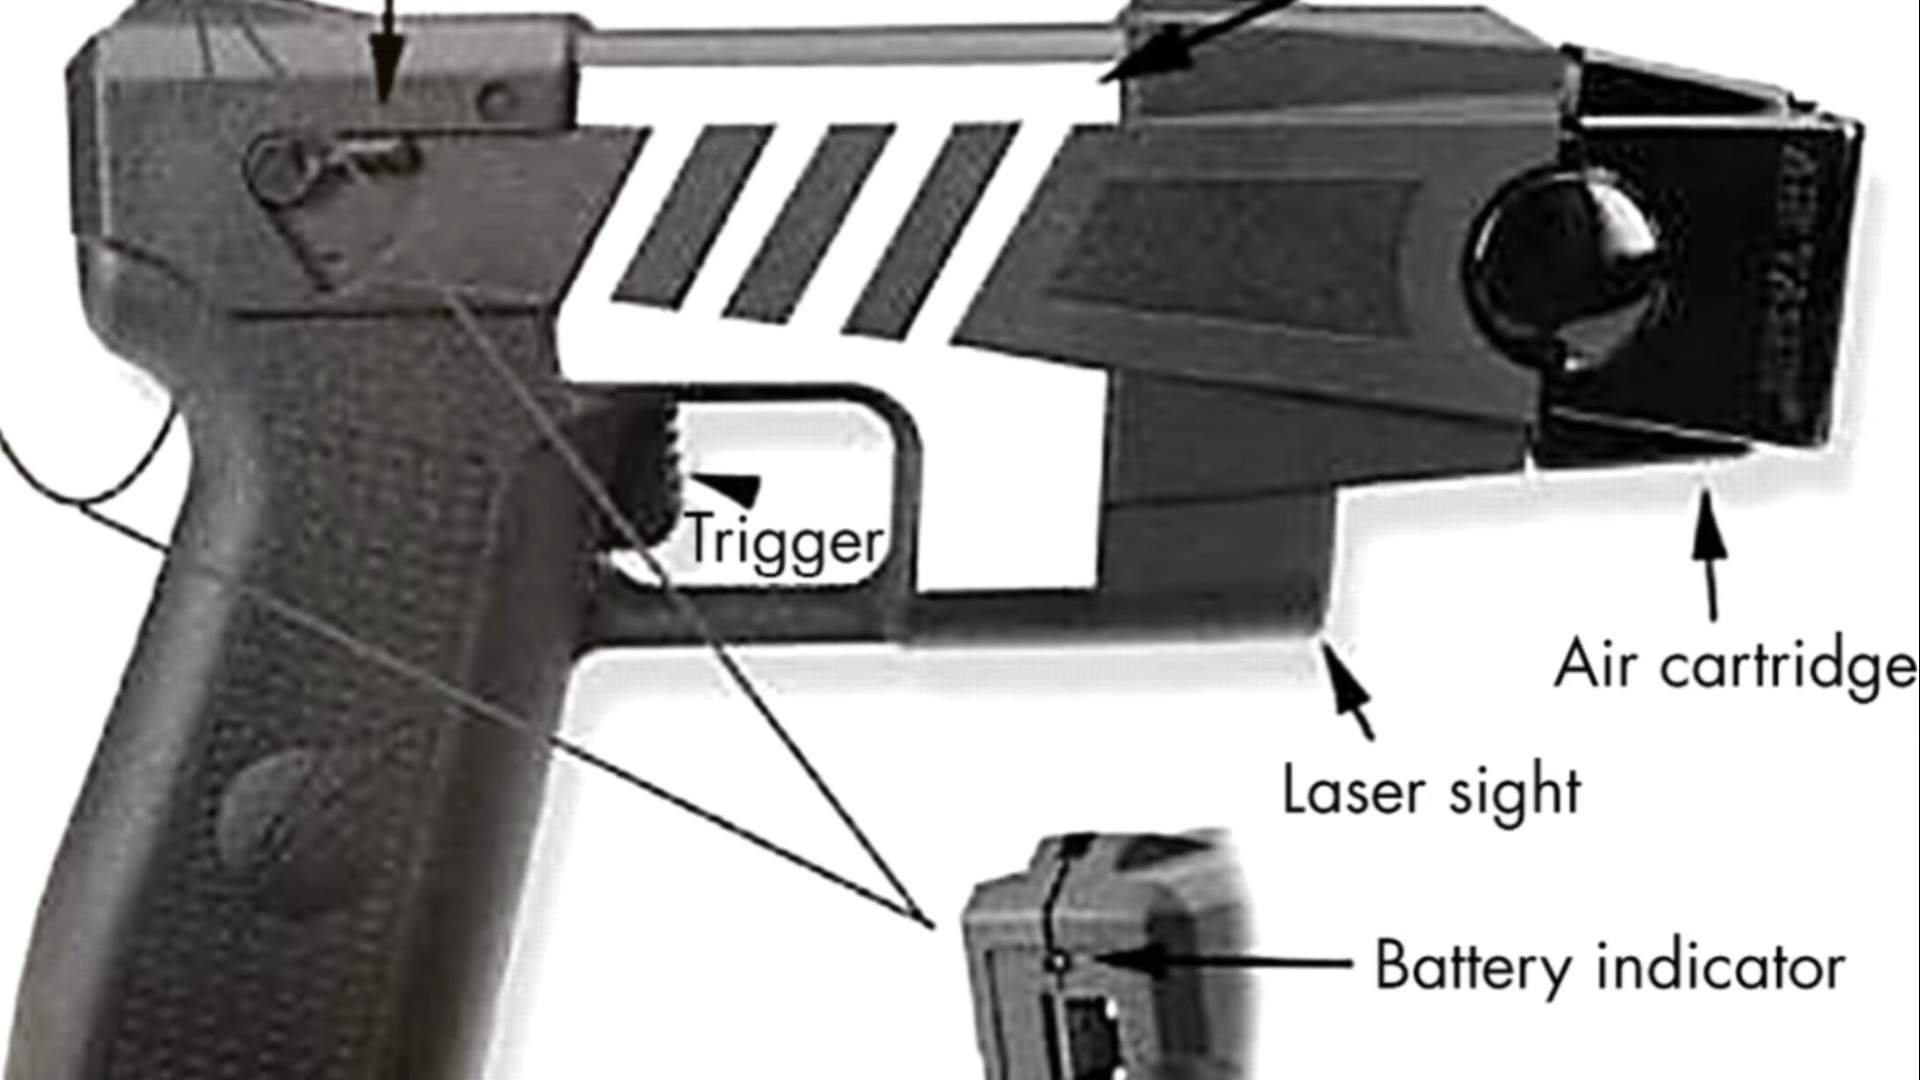 Trigger
Air cartridge
Laser sight
Battery indicator